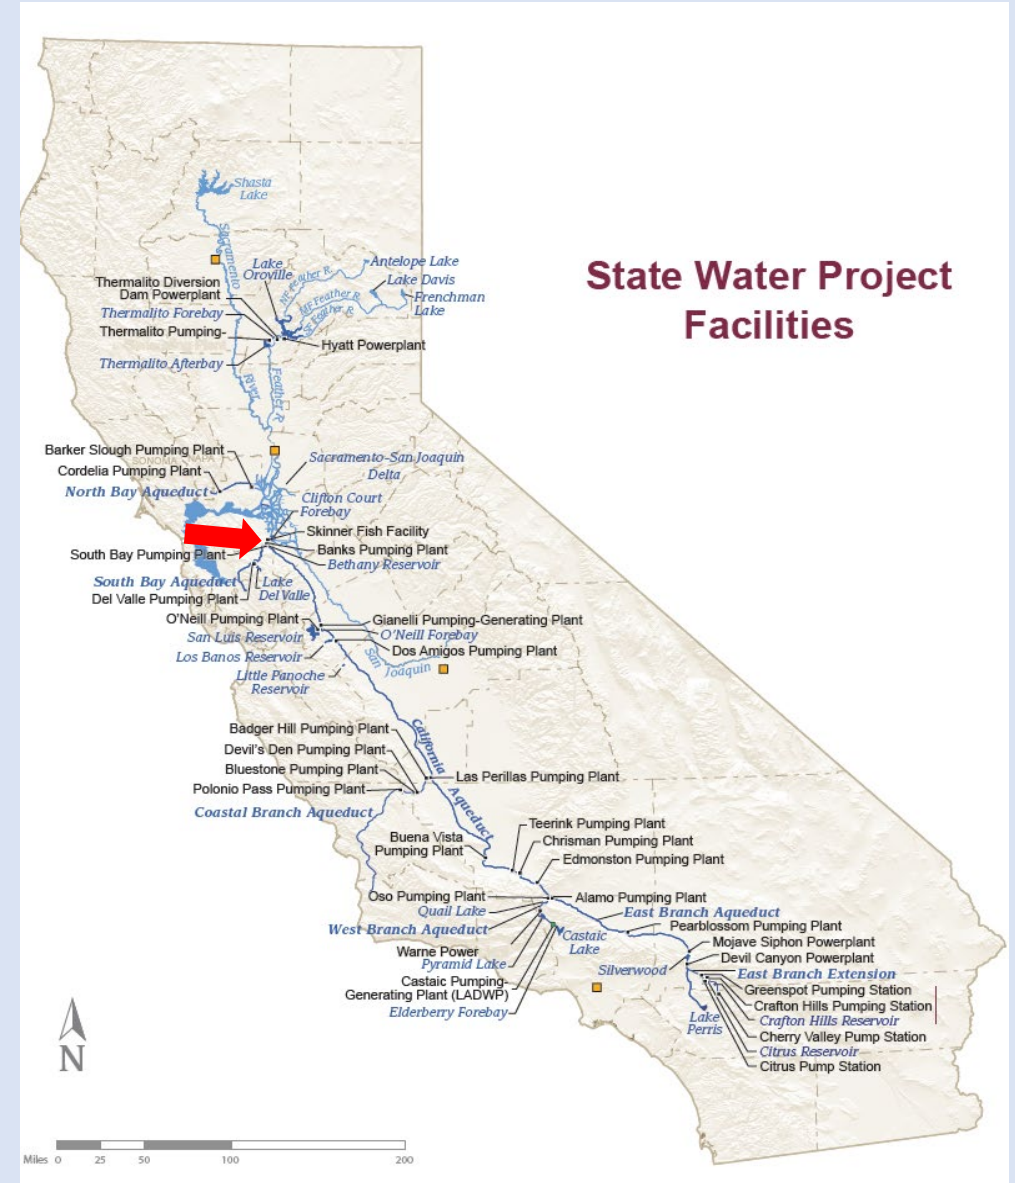 State Water Project
Facilities
Shasta
Lake
Sacramento
River
Lake
Oroville
NF Feather R.
MF Feather R.
SF Feather R.
Antelope Lake
Lake Davis
Frenchman
Lake
Thermalito Diversion
Dam Powerplant
Thermalito Forebay
Thermalito Pumping-
Hyatt Powerplant
Thermalito Afterbay
Feather R.
Barker Slough Pumping Plant
SONOMA
NAPA
Cordelia Pumping Plant
North Bay Aqueduct
Sacramento-San Joaquin
Delta
Clifton Court
Forebay
Skinner Fish Facility
Banks Pumping Plant
South Bay Pumping Plant
Bethany Reservoir
South Bay Aqueduct
Lake
Del Valle
Del Valle Pumping Plant
O'Neill Pumping Plant
Gianelli Pumping-Generating Plant
San Luis Reservoir
O'Neill Forebay
Los Banos Reservoir
Dos Amigos Pumping Plant
San
Joaquin
Little Panoche
Reservoir
Badger Hill Pumping Plant
California
Aqueduct
Devil's Den Pumping Plant
Bluestone Pumping Plant
Las Perillas Pumping Plant
Polonio Pass Pumping Plant
Coastal Branch Aqueduct
Teerink Pumping Plant
Buena Vista
Pumping Plant
Chrisman Pumping Plant
Edmonston Pumping Plant
Oso Pumping Plant
Alamo Pumping Plant
Quail Lake
East Branch Aqueduct
West Branch Aqueduct
Pearblossom Pumping Plant
Castaic
Lake
Mojave Siphon Powerplant
Warne Power
Devil Canyon Powerplant
Pyramid Lake
Silverwood
East Branch Extension
Castaic Pumping-
Generating Plant (LADWP)
Greenspot Pumping Station
Crafton Hills Pumping Station
Elderberry Forebay
Lake
Perris
Crafton Hills Reservoir
Cherry Valley Pump Station
Citrus Reservoir
Citrus Pump Station
N
Miles 0 25 50 100 200